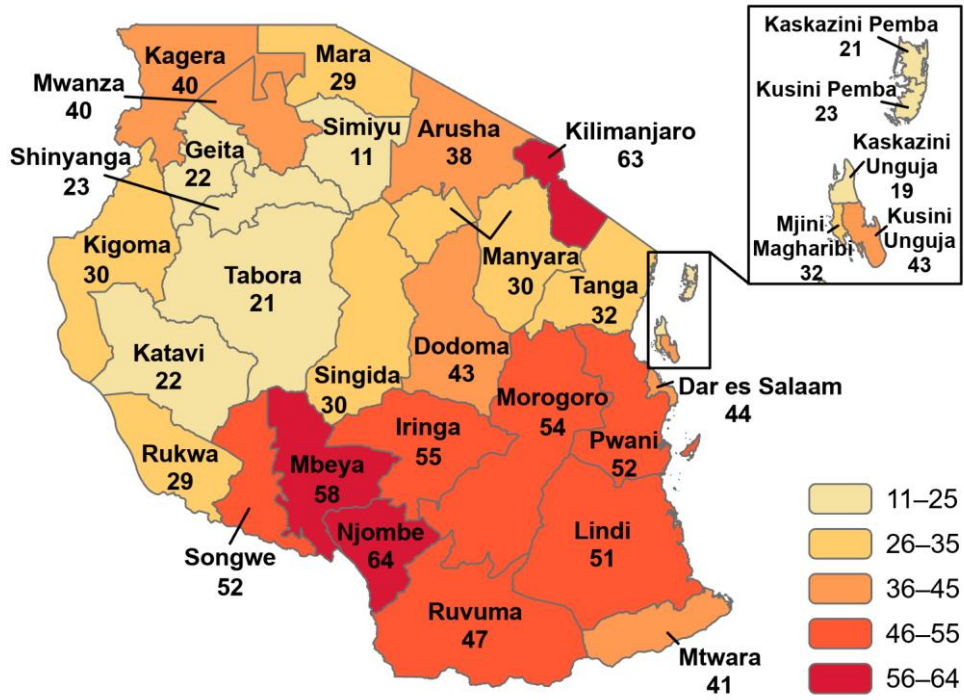 Kagera
40
Mara
29
Mwanza
40
Simiyu
11
Arusha
38
Kilimanjaro
63
Geita
22
Shinyanga
23
Kigoma
30
Tabora
21
Manyara
30
Tanga
32
Katavi
22
Singida
30
Dodoma
43
Morogoro
54
Dar es Salaam
44
Pwani
52
Rukwa
29
Mbeya
58
Iringa
55
Njombe
64
Songwe
52
Lindi
51
Ruvuma
47
Mtwara
41
Kaskazini Pemba
21
Kusini Pemba
23
Kaskazini
Unguja
19
Mjini
Magharibi
32
Kusini
Unguja
43
11–25
26–35
36–45
46–55
56–64